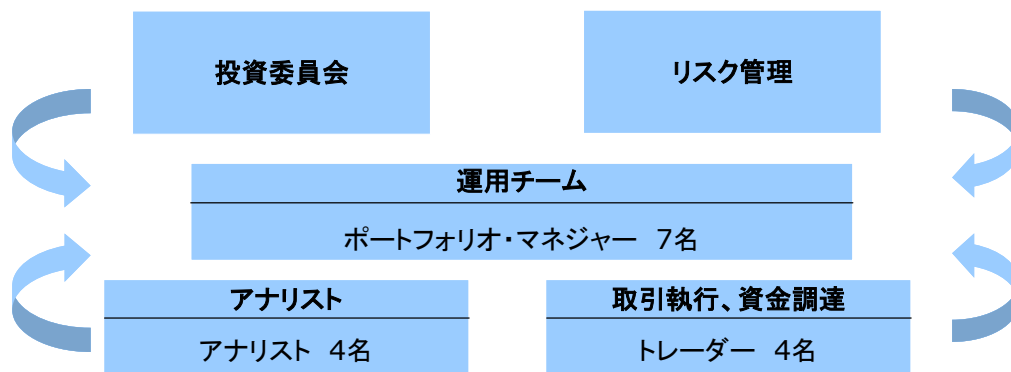 投資委員会
リスク管理
運用チーム
ポートフォリオ・マネジャー 7名
アナリスト
アナリスト 4名
取引執行、資金調達
トレーダー 4名